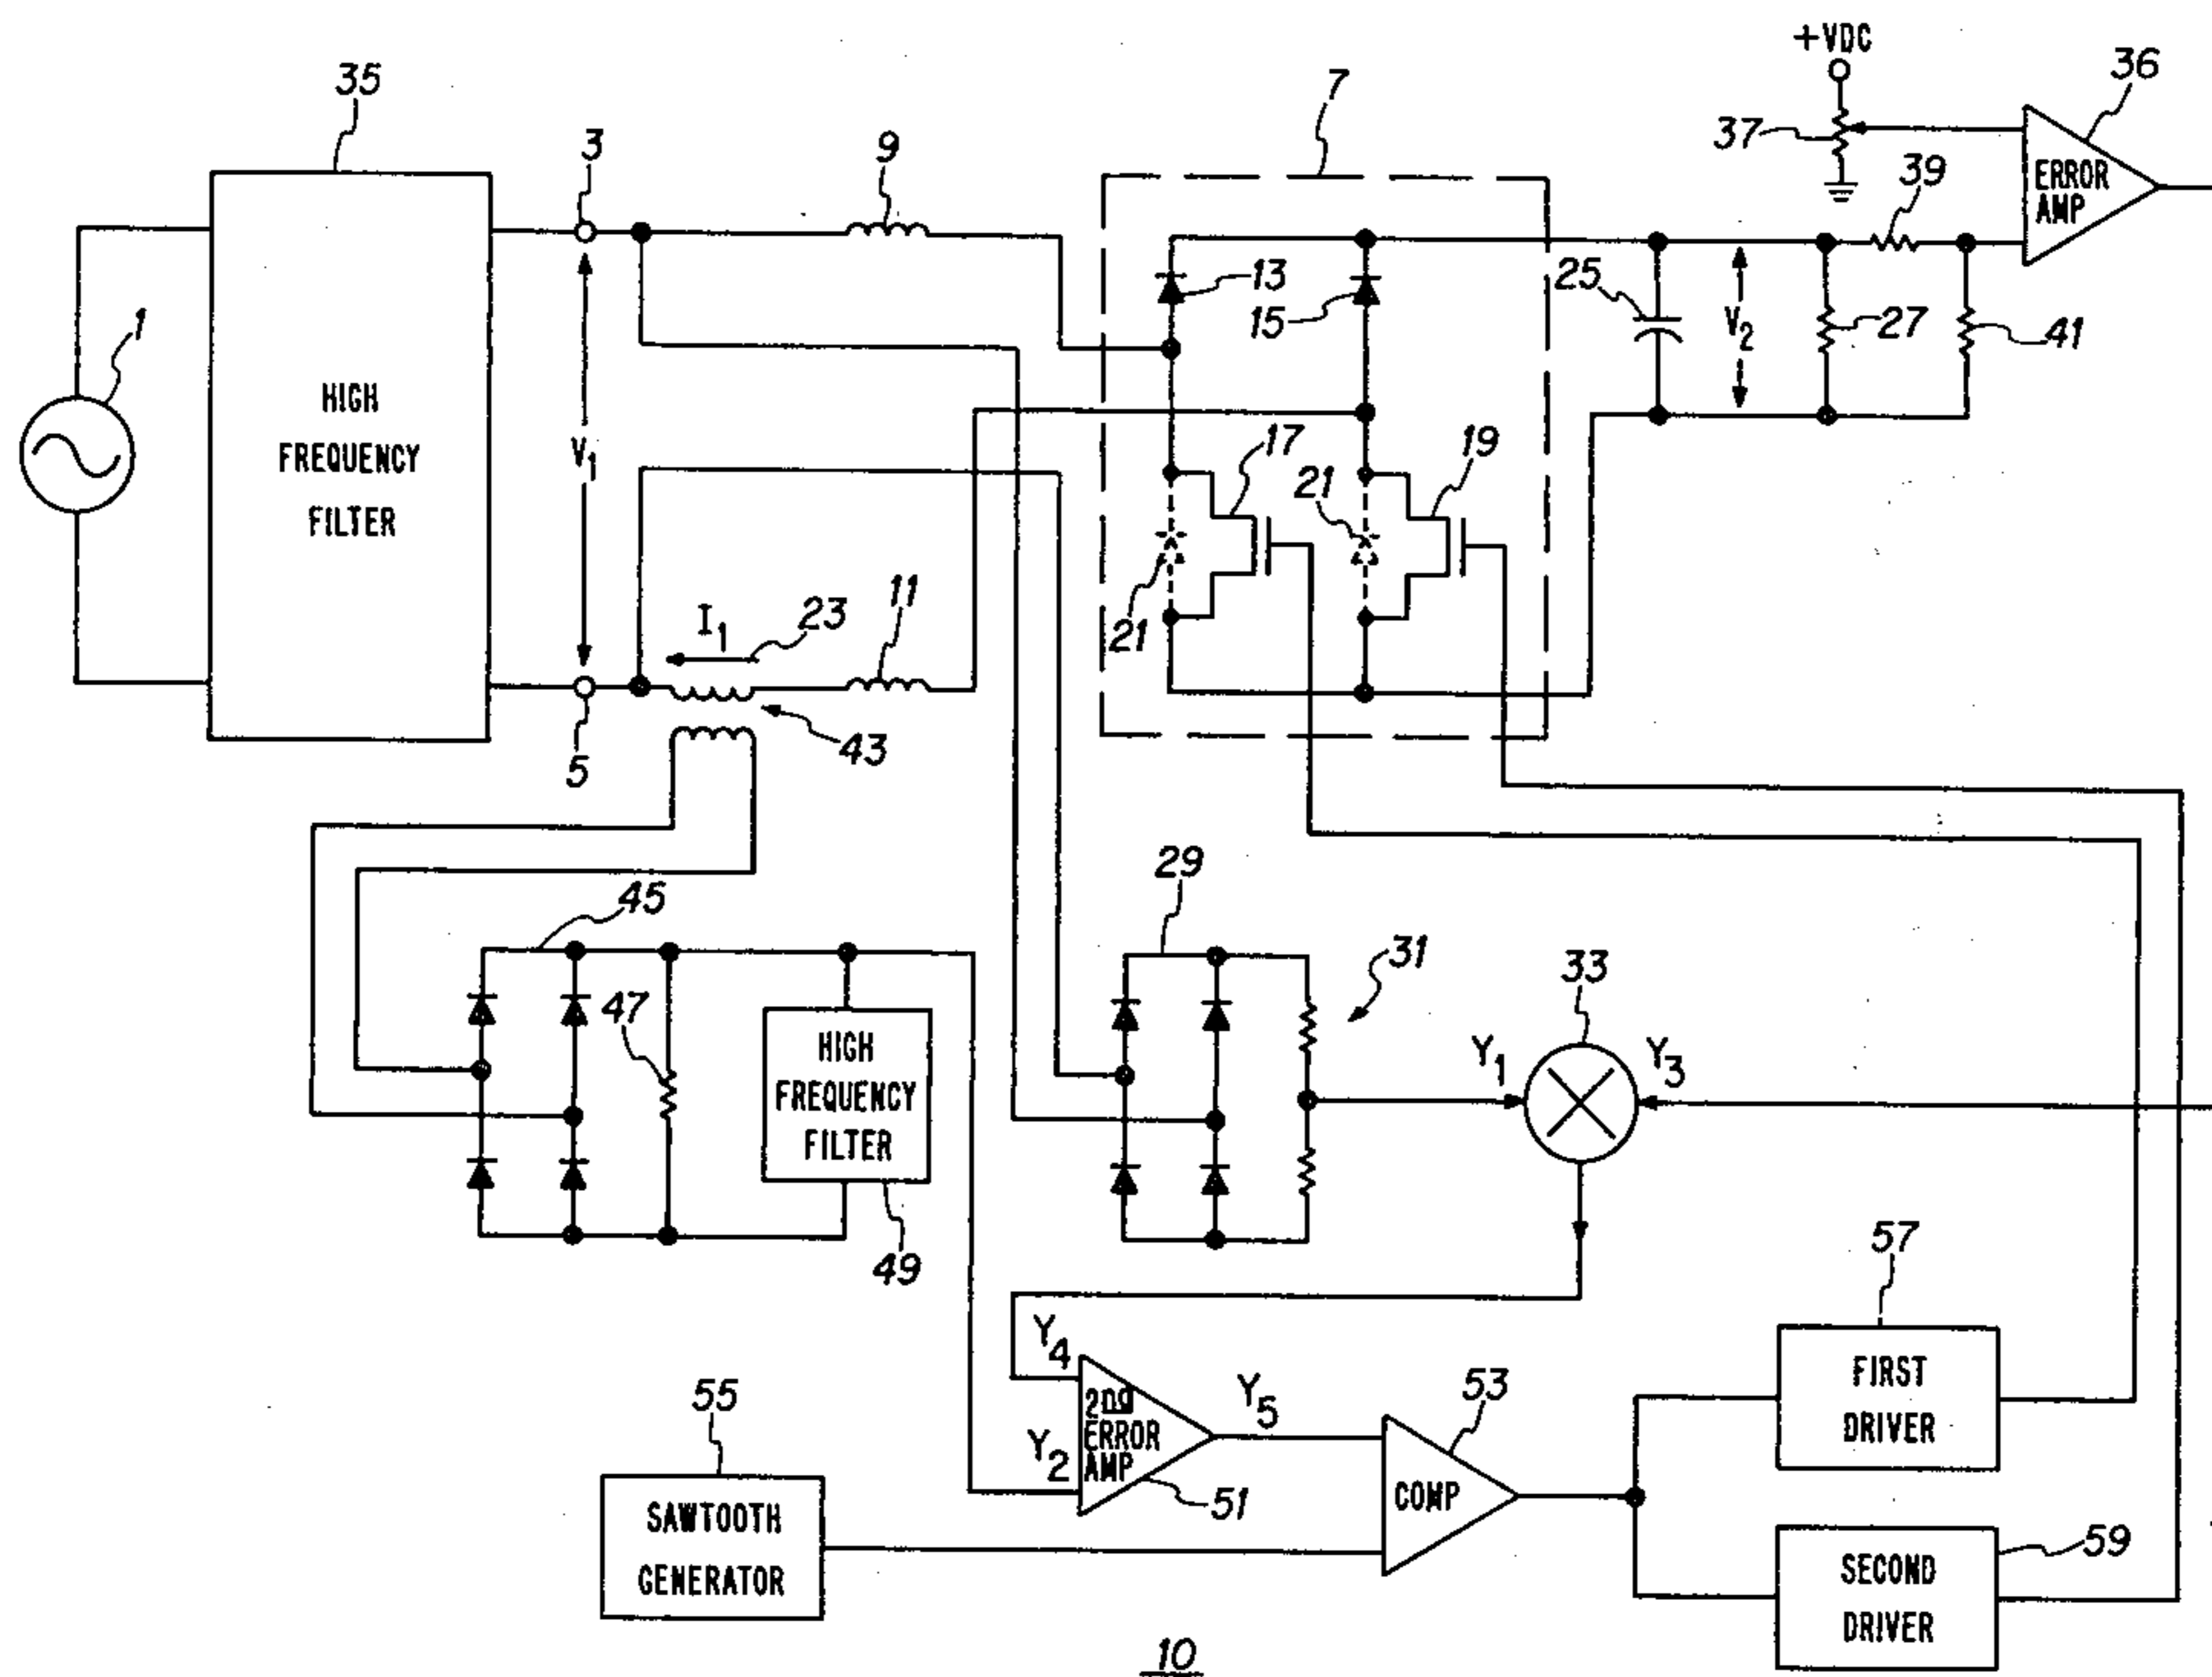 +VDC
35
7
36
3
9
37
39
ERROR
AMP
1
13
15
25
V2
27
41
HIGH
FREQUENCY
FILTER
V1
17
21
19
I1
23
11
21
43
5
45
29
31
33
47
HIGH
FREQUENCY
FILTER
Y1
Y3
49
57
Y4
55
2ND
ERROR
AMP
Y5
53
FIRST
DRIVER
Y2
51
COMP
SAWTOOTH
GENERATOR
SECOND
DRIVER
59
10